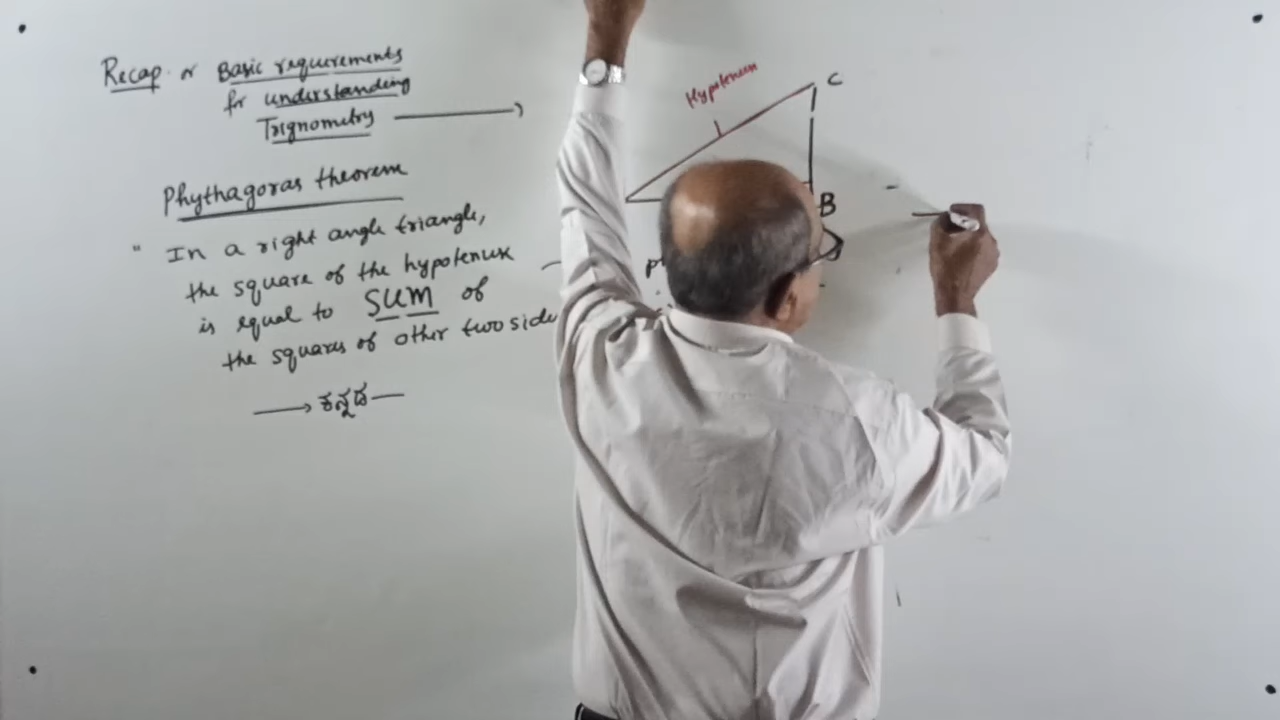 Recap or Basic requirements
for understanding
Trignometry
Phythagoras theorem
" In a right angle triangle,
the square of the hypotenuse
is equal to SUM of
the squares of other two side
ಕನ್ನಡ
Hypotenuse
C
B